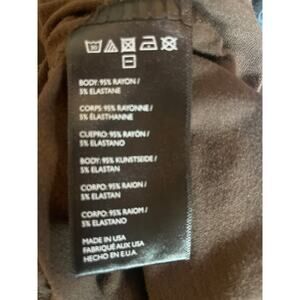 BODY: 95% RAYON /
5% ELASTANE
CORPS: 95% RAYONNE /
5% ÉLASTHANNE
CUERPO: 95% RAYÓN /
5% ELASTANO
BODY: 95% KUNSTSEIDE /
5% ELASTAN
CORPO: 95% RAION /
5% ELASTAN
CORPO: 95% RAIOM /
5% ELASTANO
MADE IN USA
FABRIQUÉ AUX USA
HECHO EN E.U.A.